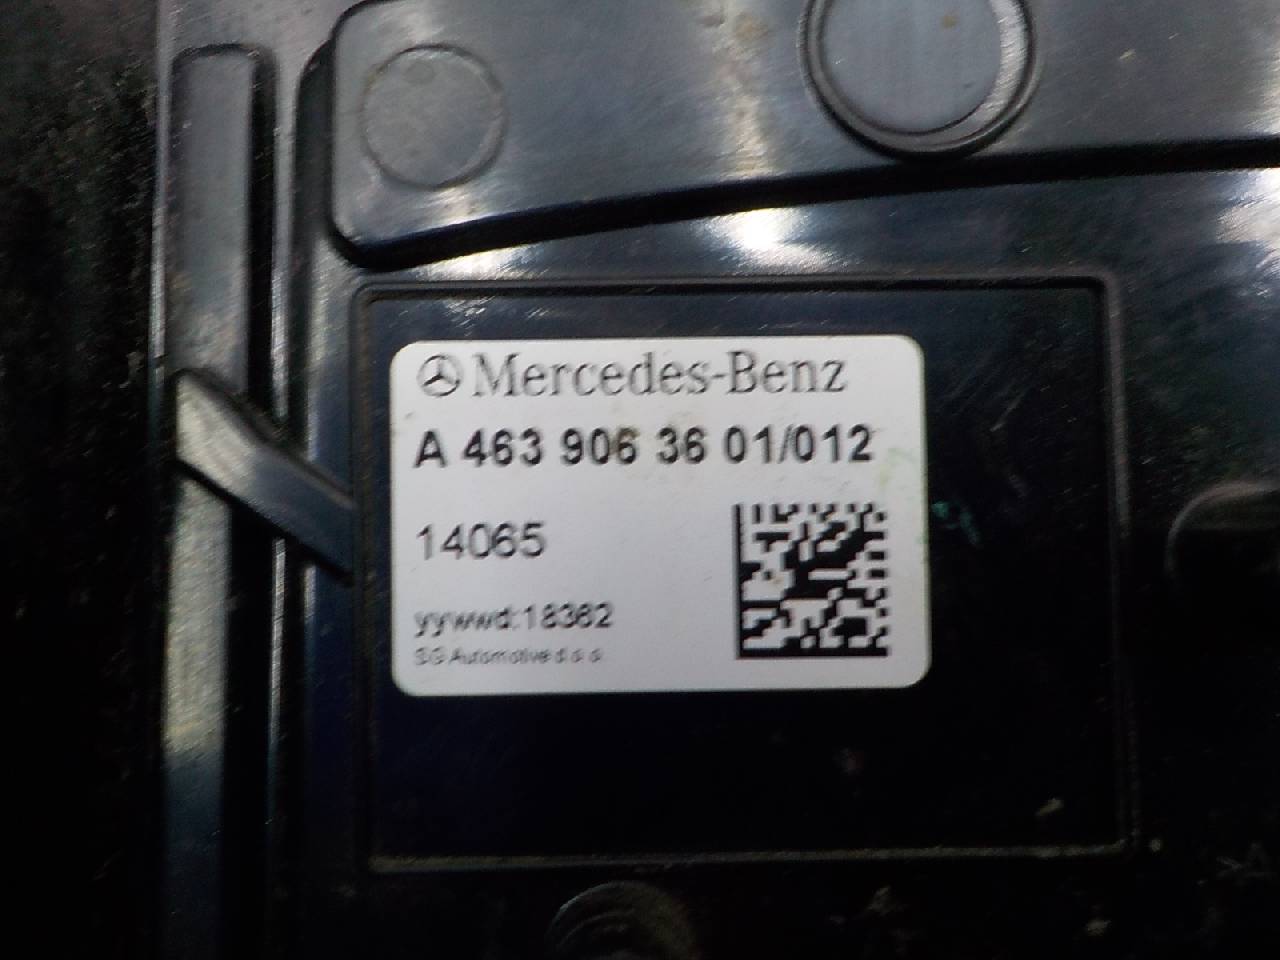 Mercedes-Benz
A 463 906 36 01/012
14065
yywwd:18362
SG Automotive d.o.o.